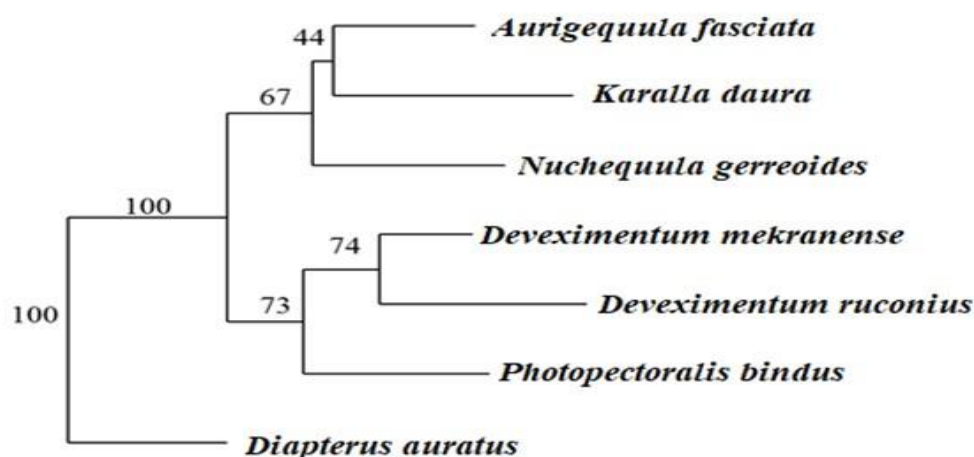 44
Aurigequula fasciata
Karalla daura
67
Nuchequula gerreoides
100
Deveximentum mekranense
74
Deveximentum ruconius
100
73
Photopectoralis bindus
Diapterus auratus